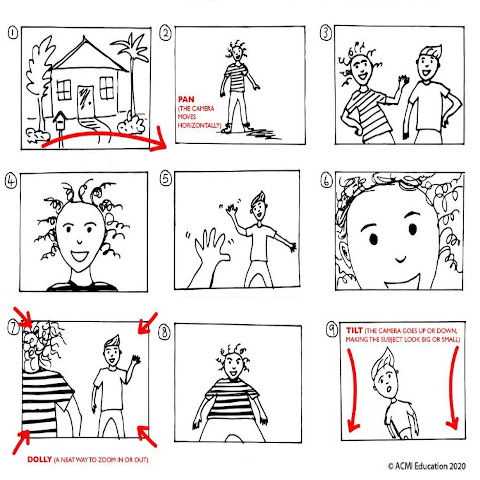 1
2
3
PAN
(THE CAMERA
MOVES
HORIZONTALLY)
4
5
6
7
8
9
TILT (THE CAMERA GOES UP OR DOWN,
MAKING THE SUBJECT LOOK BIG OR SMALL)
DOLLY (A NEAT WAY TO ZOOM IN OR OUT)
© ACMI Education 2020